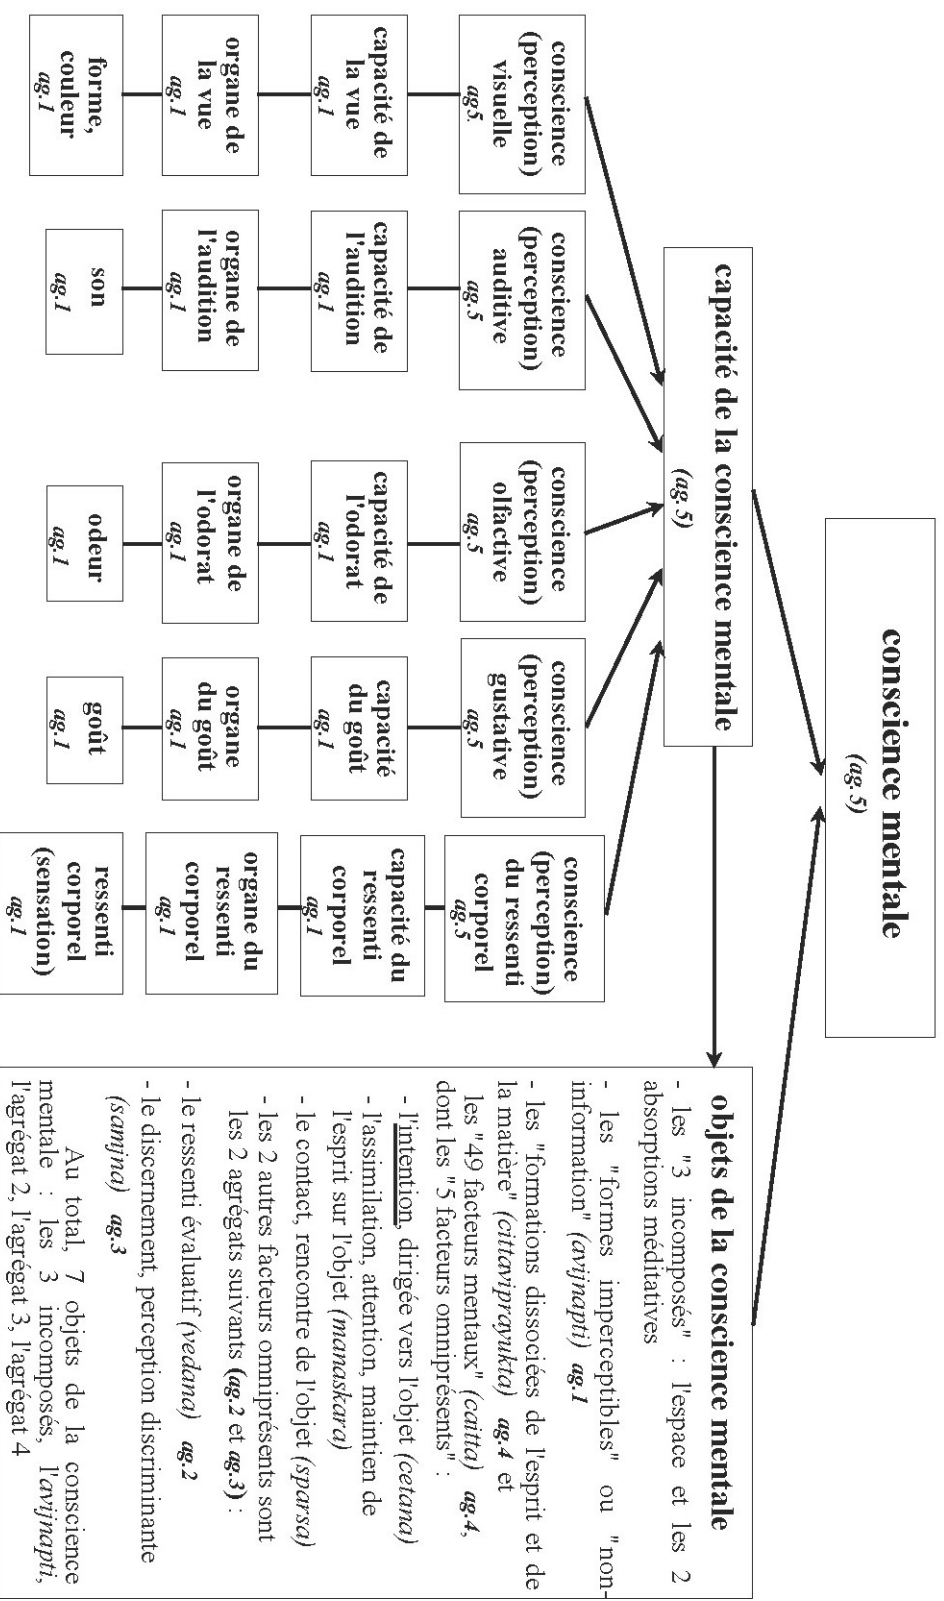 conscience mentale
(ag.5)
capacité de la conscience mentale
(ag.5)
conscience
(perception)
visuelle
ag5.
conscience
(perception)
auditive
ag.5
conscience
(perception)
olfactive
ag.5
conscience
(perception)
gustative
ag.5
conscience
(perception)
du ressenti
corporel
ag.5
capacité de
la vue
ag.1
capacité de
l'audition
ag.1
capacité de
l'odorat
ag.1
capacité
du goût
ag.1
capacité du
ressenti
corporel
ag.1
organe de
la vue
ag.1
organe de
l'audition
ag.1
organe de
l'odorat
ag.1
organe
du goût
ag.1
organe du
ressenti
corporel
ag.1
forme,
couleur
ag.1
son
ag.1
odeur
ag.1
goût
ag.1
ressenti
corporel
(sensation)
ag.1
objets de la conscience mentale
- les "3 incomposés" : l'espace et les 2
absorptions méditatives
- les "formes imperceptibles" ou "non-
information" (avijnapti) ag.1
- les "formations dissociées de l'esprit et de
la matière" (cittaviprayukta) ag.4 et
les "49 facteurs mentaux" (caitta) ag.4,
dont les "5 facteurs omniprésents" :
- l'intention, dirigée vers l'objet (cetana)
- l'assimilation, attention, maintien de
l'esprit sur l'objet (manaskara)
- le contact, rencontre de l'objet (sparsa)
- les 2 autres facteurs omniprésents sont
les 2 agrégats suivants (ag.2 et ag.3) :
- le ressenti évaluatif (vedana) ag.2
- le discernement, perception discriminante
(samjna) ag.3
Au total, 7 objets de la conscience
mentale : les 3 incomposés, l'avijnapti,
l'agrégat 2, l'agrégat 3, l'agrégat 4